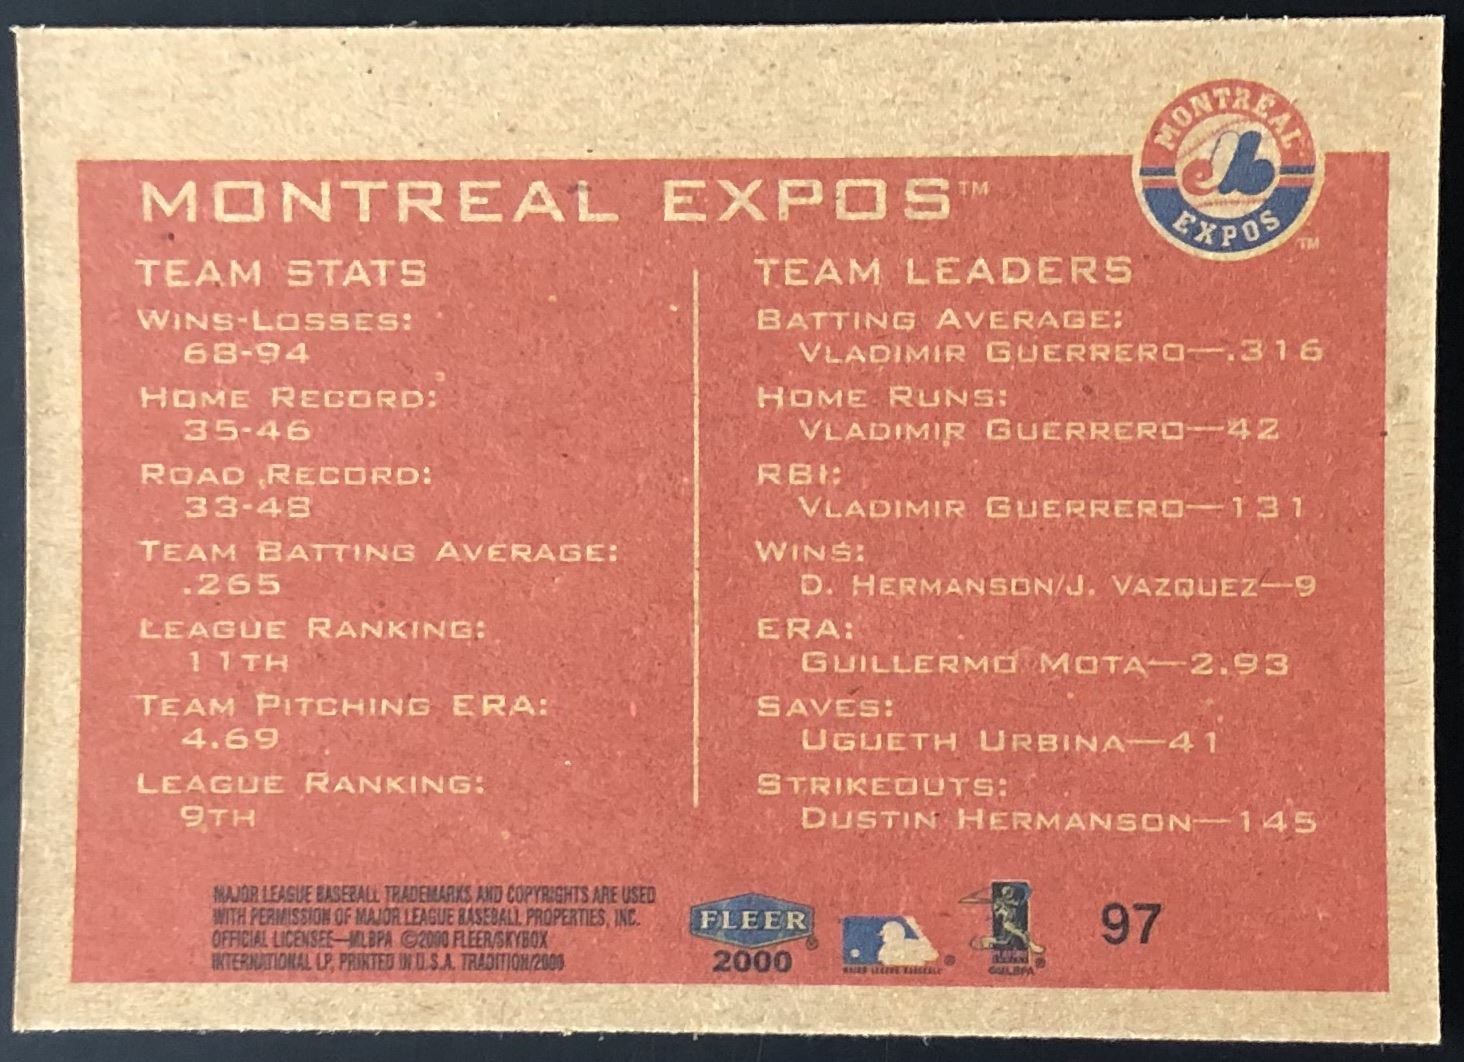 MONTREAL
EXPOS
TM
MONTREAL EXPOS™
TEAM STATS
WINS-LOSSES:
68-94
HOME RECORD:
35-46
ROAD RECORD:
33-48
TEAM BATTING AVERAGE:
.265
LEAGUE RANKING:
11TH
TEAM PITCHING ERA:
4.69
LEAGUE RANKING:
9TH
TEAM LEADERS
BATTING AVERAGE:
VLADIMIR GUERRERO—.316
HOME RUNS:
VLADIMIR GUERRERO—42
RBI:
VLADIMIR GUERRERO—131
WINS:
D. HERMANSON/J. VAZQUEZ—9
ERA:
GUILLERMO MOTA—2.93
SAVES:
UGUETH URBINA—41
STRIKEOUTS:
DUSTIN HERMANSON—145
MAJOR LEAGUE BASEBALL TRADEMARKS AND COPYRIGHTS ARE USED
WITH PERMISSION OF MAJOR LEAGUE BASEBALL PROPERTIES, INC.
OFFICIAL LICENSEE—MLBPA ©2000 FLEER/SKYBOX
INTERNATIONAL LP, PRINTED IN U.S.A. TRADITION/2000
FLEER®
2000
MAJOR LEAGUE BASEBALL®
©MLBPA®
97